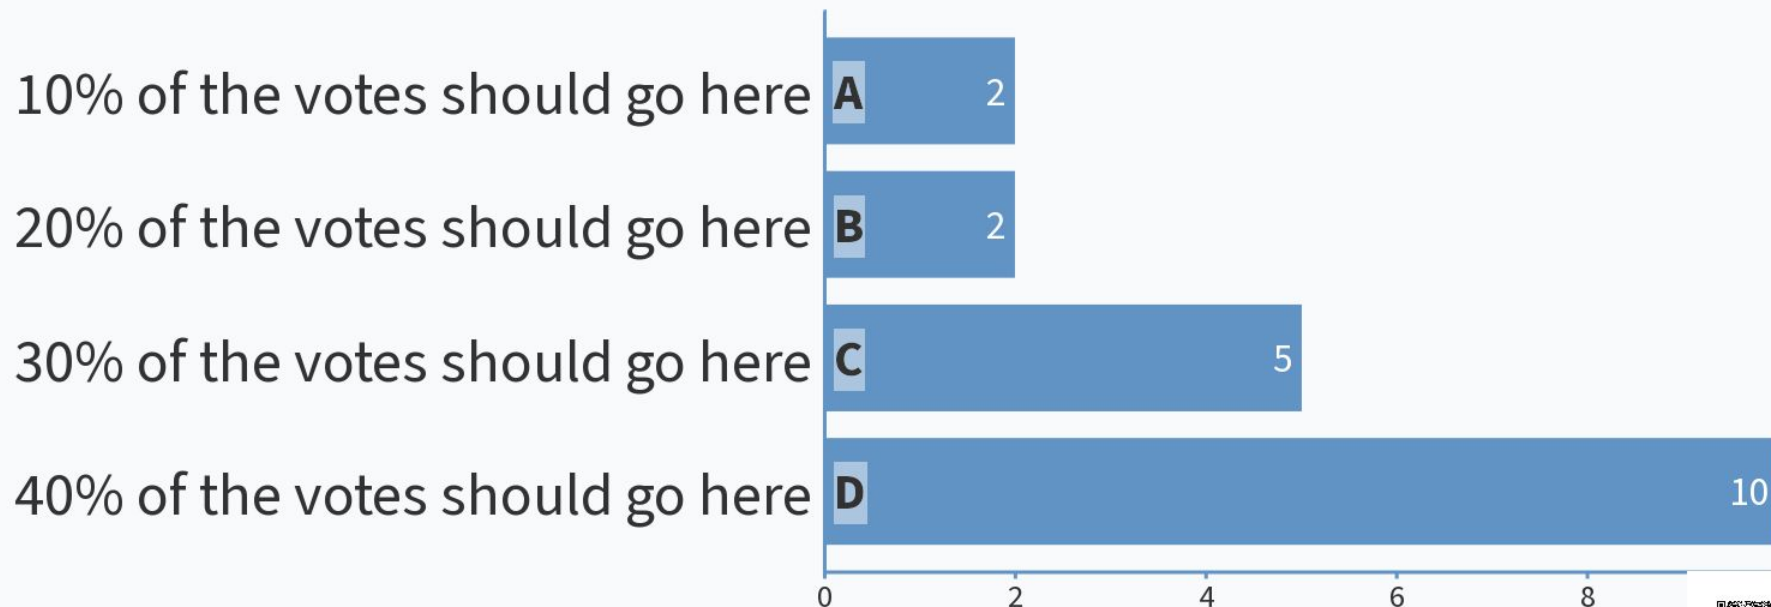 10% of the votes should go here A 2
20% of the votes should go here B 2
30% of the votes should go here C 5
40% of the votes should go here D 10
0 2 4 6 8